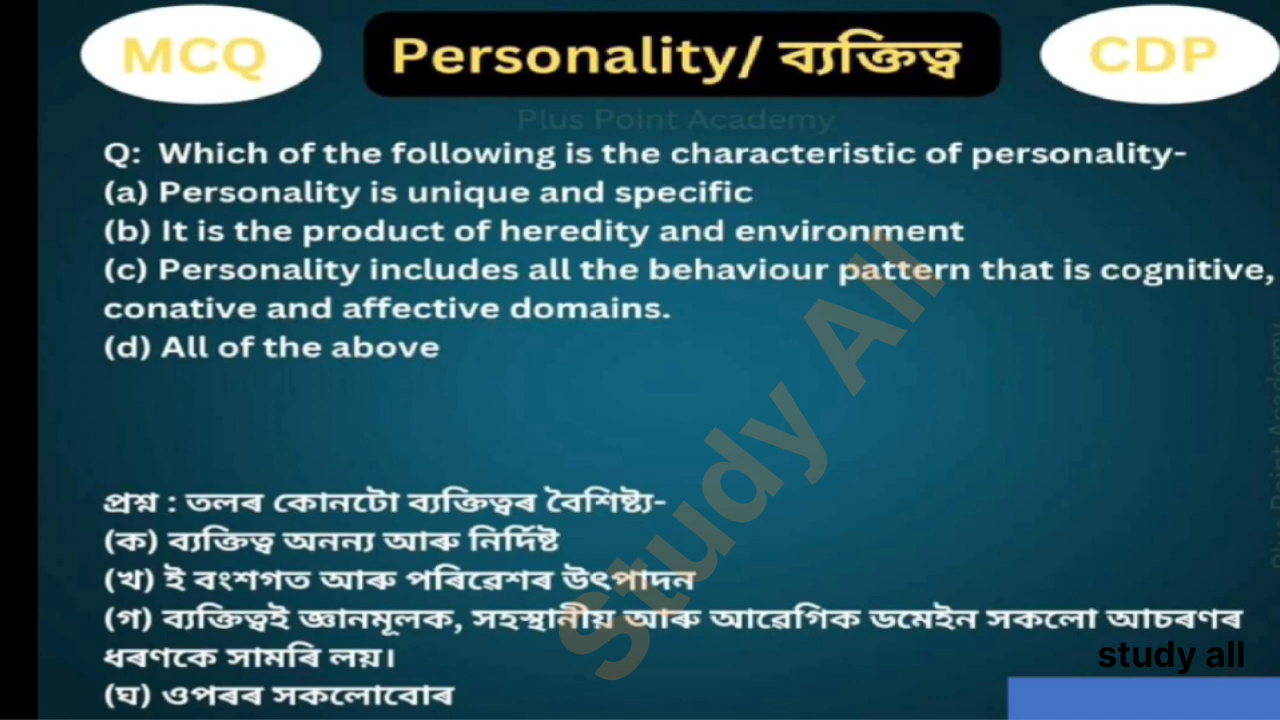 MCQ
Personality/ ব্যক্তিত্ব
CDP
Plus Point Academy
Q: Which of the following is the characteristic of personality-
(a) Personality is unique and specific
(b) It is the product of heredity and environment
(c) Personality includes all the behaviour pattern that is cognitive,
conative and affective domains.
(d) All of the above
Study All
প্রশ্ন : তলৰ কোনটো ব্যক্তিত্বৰ বৈশিষ্ট্য-
(ক) ব্যক্তিত্ব অনন্য আৰু নিৰ্দিষ্ট
(খ) ই বংশগত আৰু পৰিৱেশৰ উৎপাদন
(গ) ব্যক্তিত্বই জ্ঞানমূলক, সহস্থানীয় আৰু আৱেগিক ডমেইন সকলো আচৰণৰ
ধৰণকে সামৰি লয়।
study all
(ঘ) ওপৰৰ সকলোবোৰ